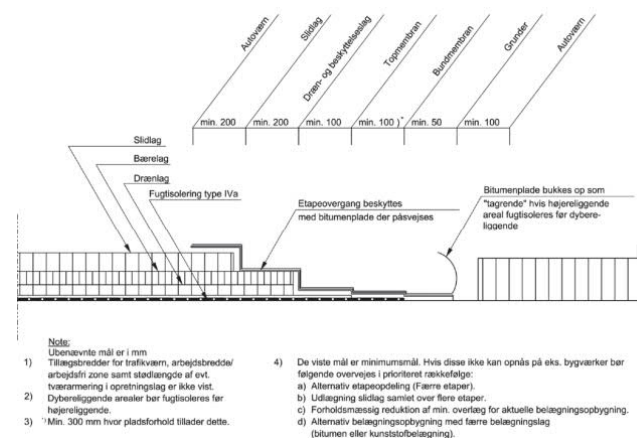 Autoværn
Slidlag
Dræn- og beskyttelseslag
Topmembran
Bundmembran
Grunder
Autoværn
min. 200
min. 200
min. 100
min. 100 )*
min. 50
min. 100
Slidlag
Bærelag
Drænlag
Fugtisolering type IVa
Etapeovergang beskyttes
med bitumenplade der påsvejses
Bitumenplade bukkes op som
"tagrende" hvis højereliggende
areal fugtisoleres før dybere-
liggende
Note:
Ubenævnte mål er i mm
1) Tillægsbredder for trafikværn, arbejdsbredde/
arbejdsfri zone samt stødlængde af evt.
tværarmering i opretningslag er ikke vist.
2) Dybereliggende arealer bør fugtisoleres før
højereliggende.
3) *)Min. 300 mm hvor pladsforhold tillader dette.
4) De viste mål er minimumsmål. Hvis disse ikke kan opnås på eks. bygværker bør
følgende overvejes i prioriteret rækkefølge:
a) Alternativ etapeopdeling (Færre etaper).
b) Udlægning slidlag samlet over flere etaper.
c) Forholdsmæssig reduktion af min. overlæg for aktuelle belægningsopbygning.
d) Alternativ belægningsopbygning med færre belægningslag
(bitumen eller kunststofbelægning).